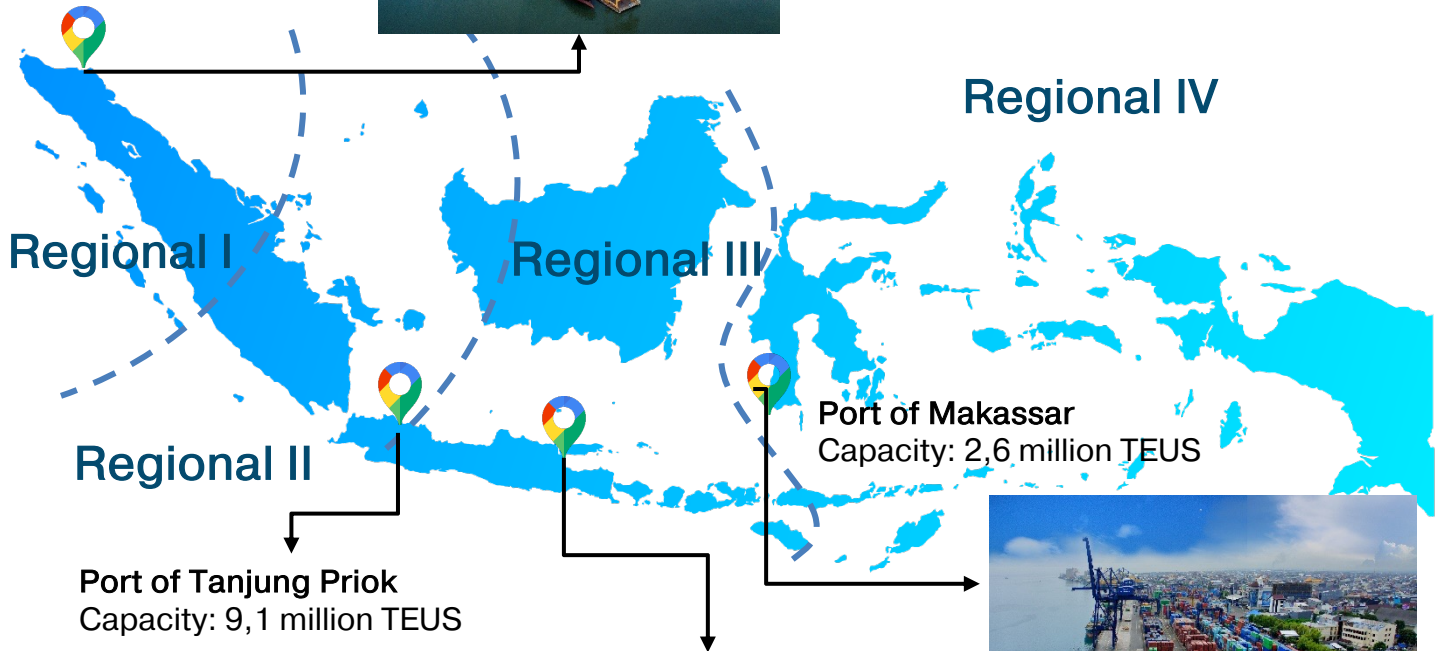 Regional IV
Regional I
Regional III
Port of Makassar
Capacity: 2,6 million TEUS
Regional II
Port of Tanjung Priok
Capacity: 9,1 million TEUS